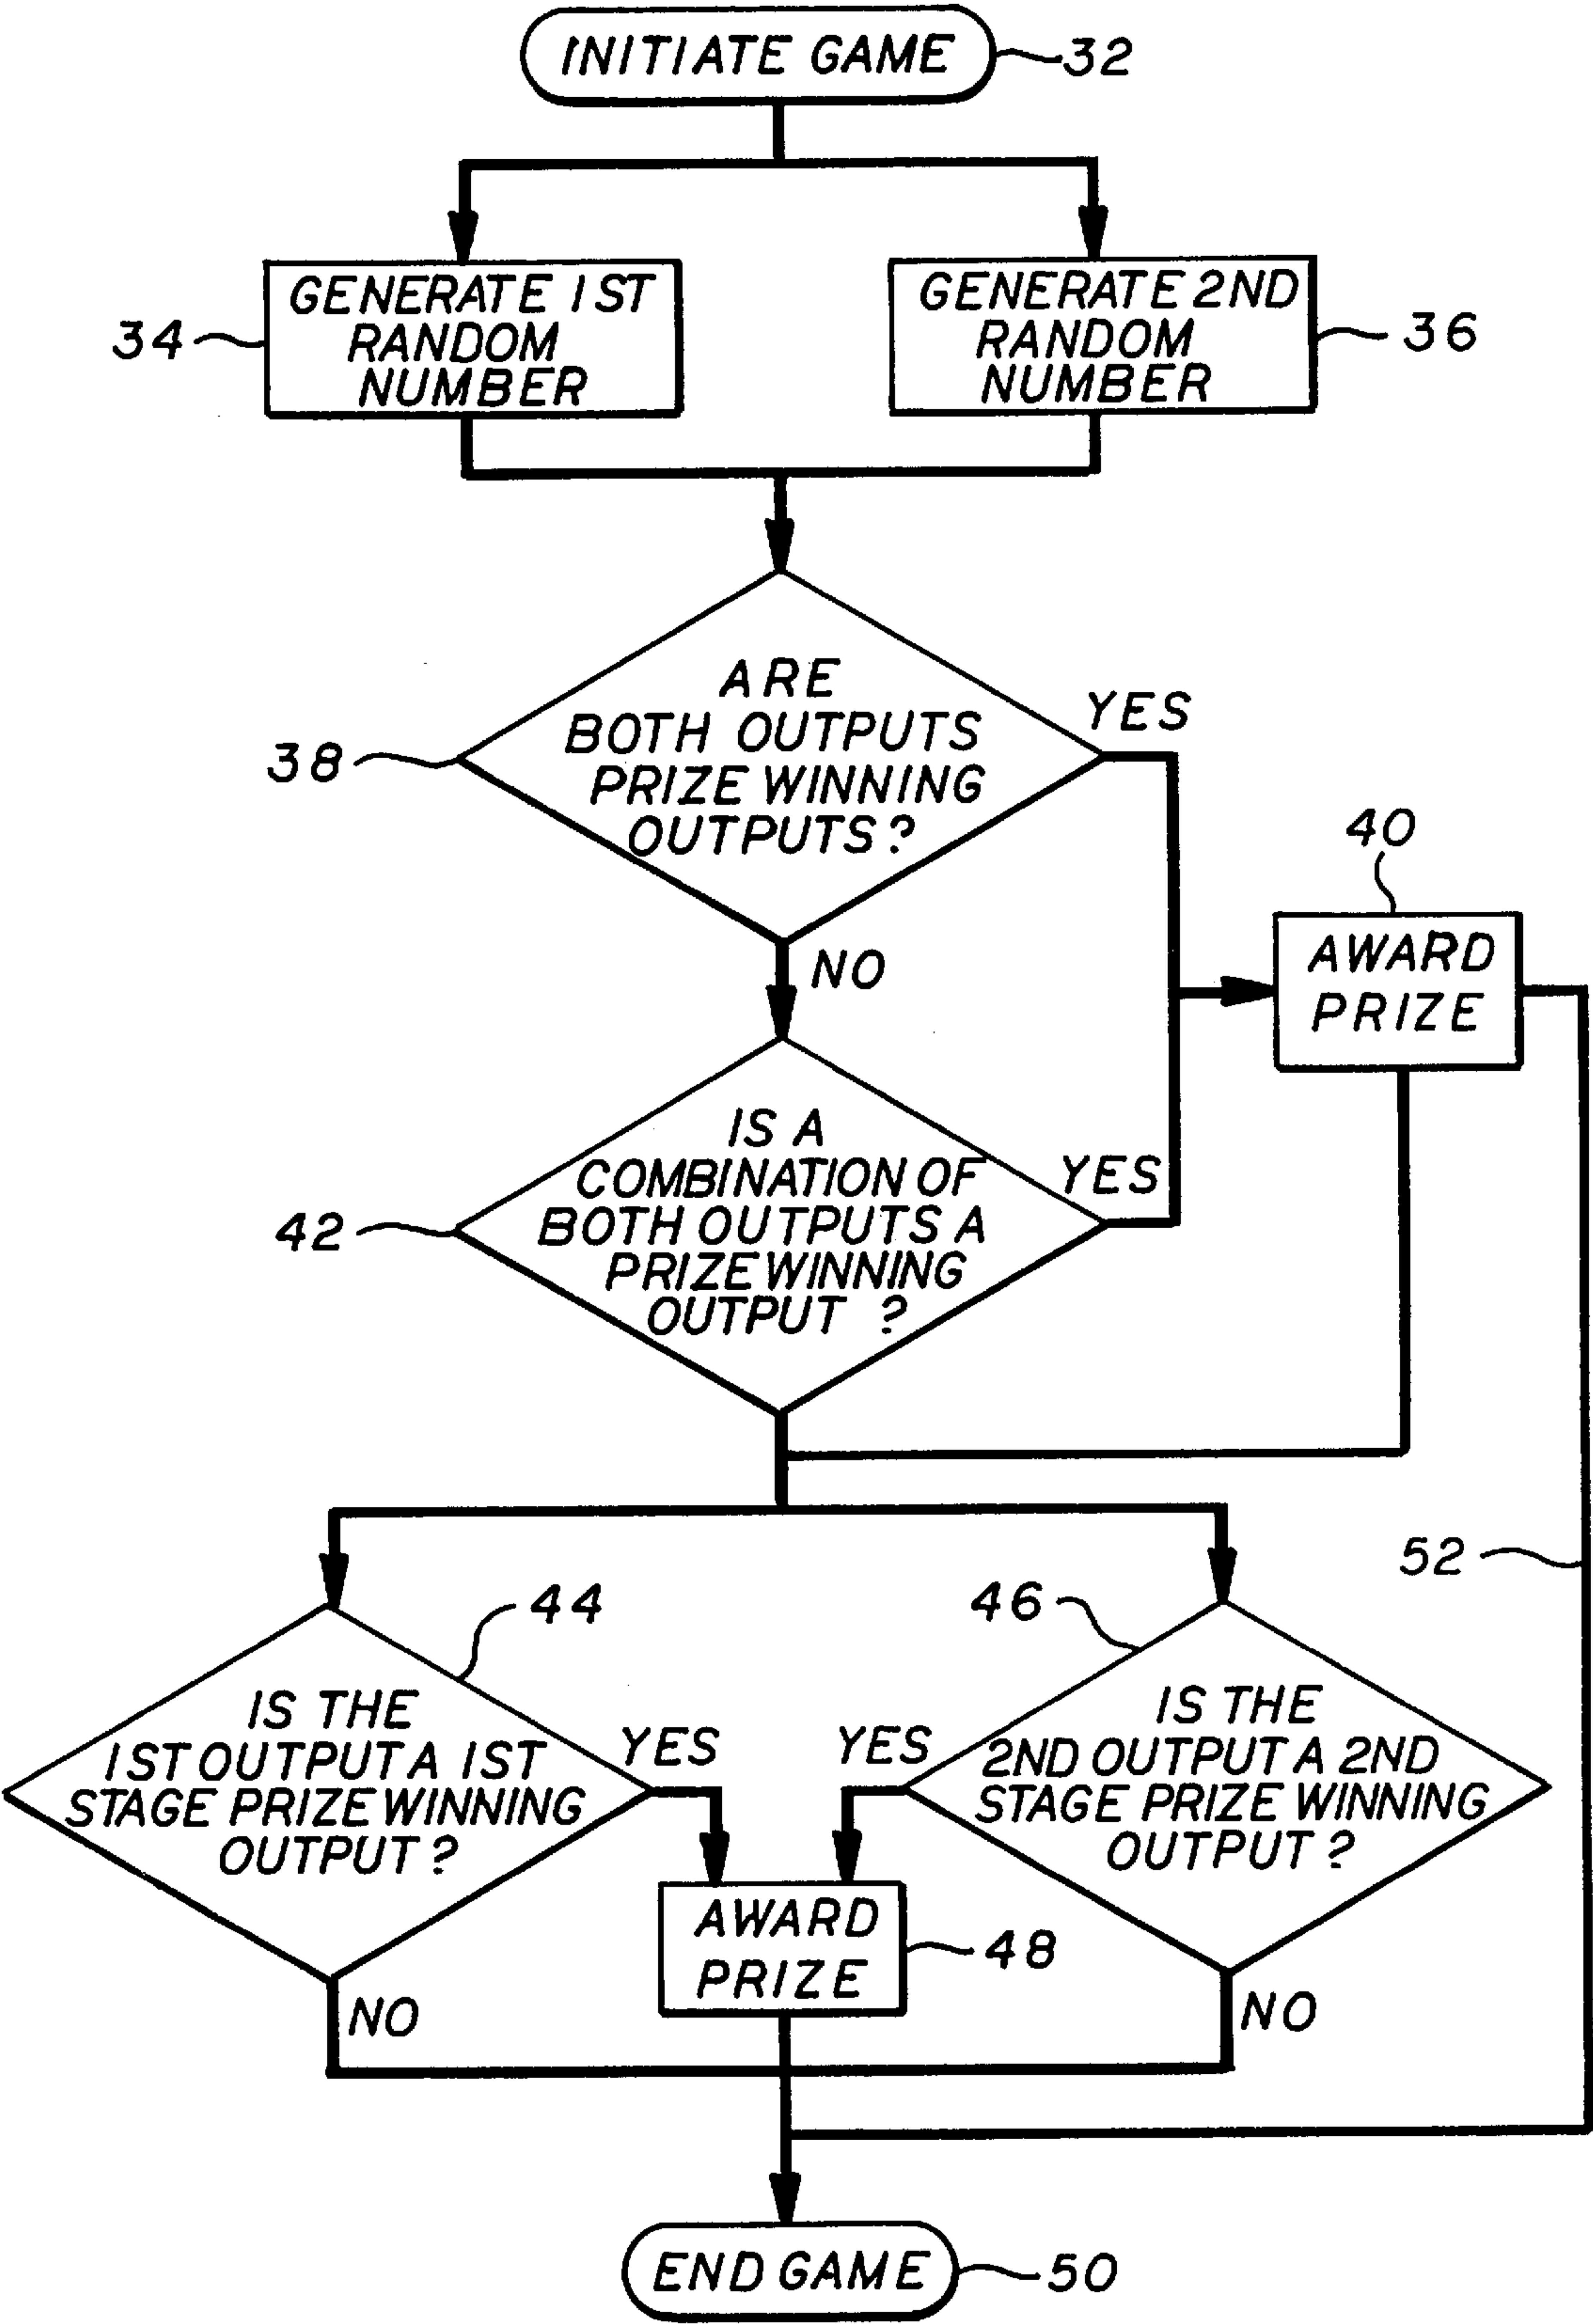 INITIATE GAME
32
GENERATE 1ST
RANDOM
NUMBER
34
GENERATE 2ND
RANDOM
NUMBER
36
ARE
BOTH OUTPUTS
PRIZE WINNING
OUTPUTS?
38
YES
NO
40
AWARD
PRIZE
IS A
COMBINATION OF
BOTH OUTPUTS A
PRIZE WINNING
OUTPUT ?
42
YES
52
44
IS THE
1ST OUTPUT A 1ST
STAGE PRIZE WINNING
OUTPUT?
YES
NO
46
IS THE
2ND OUTPUT A 2ND
STAGE PRIZE WINNING
OUTPUT?
YES
NO
AWARD
PRIZE
48
END GAME
50